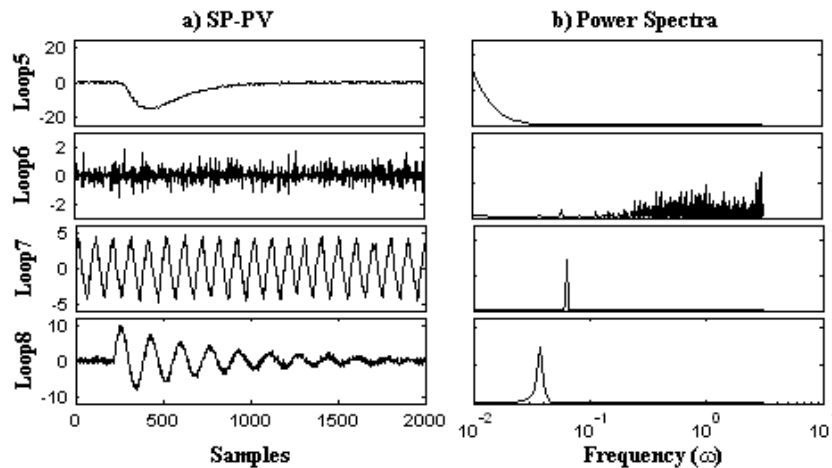 a) SP-PV
b) Power Spectra
Loop5
20
0
-20
Loop6
2
0
-2
Loop7
5
0
-5
Loop8
10
0
-10
0
500
1000
1500
2000
10⁻²
10⁻¹
10⁰
10
Samples
Frequency (ω)